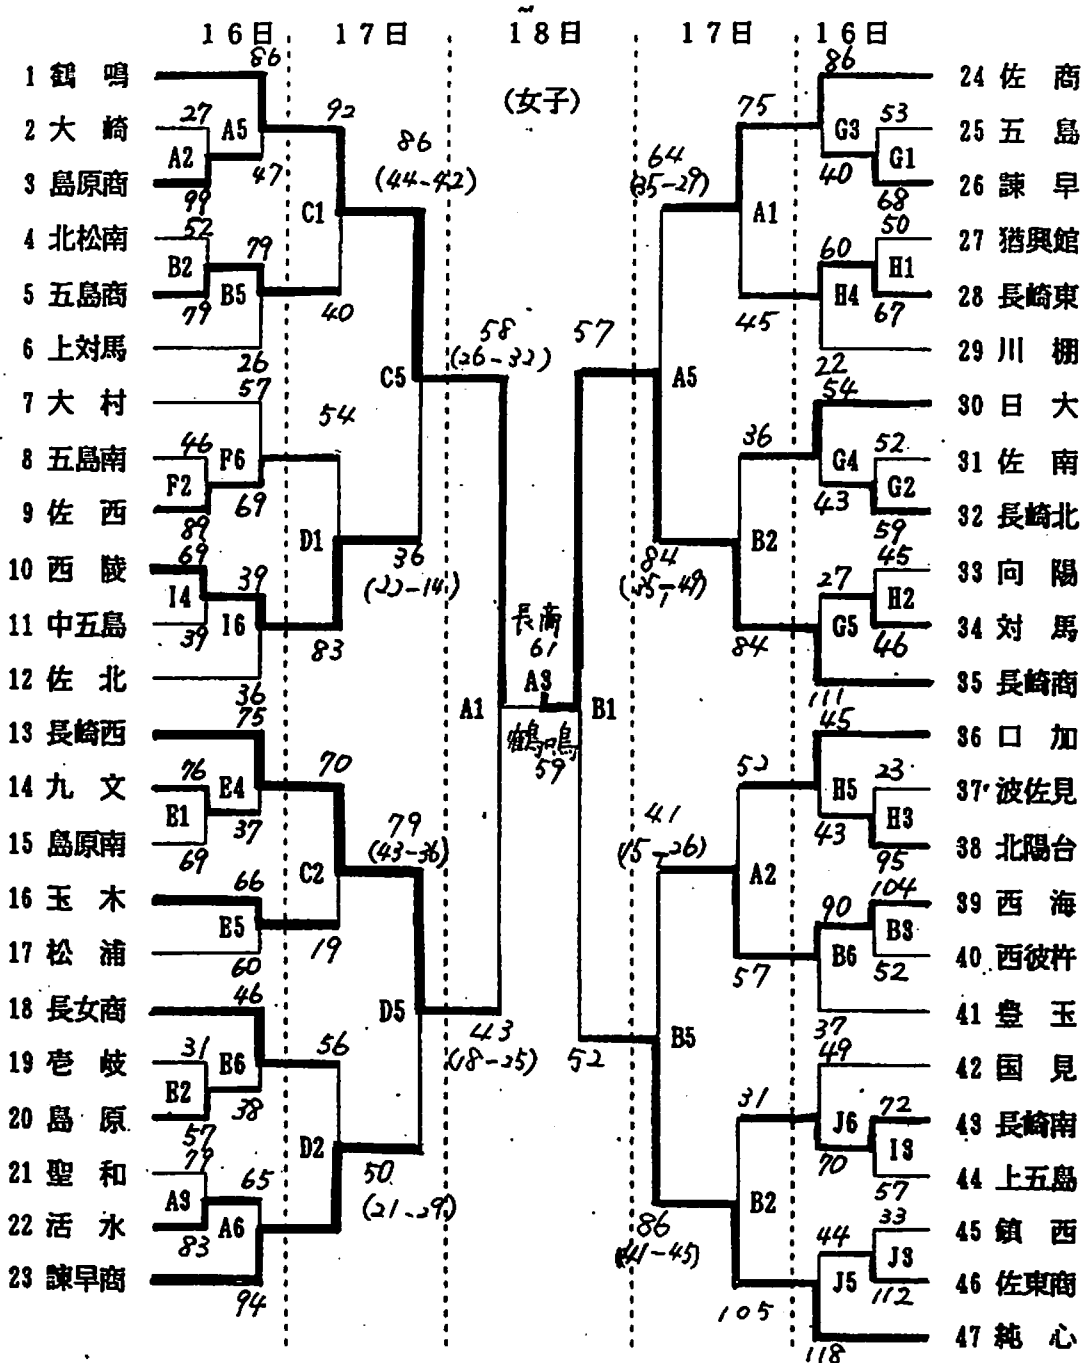 16日 17日 18日 17日 16日
(女子)
1 鶴鳴
2 大崎
3 島原商
4 北松南
5 五島商
6 上対馬
7 大村
8 五島南
9 佐西
10 西陵
11 中五島
12 佐北
13 長崎西
14 九文
15 島原南
16 玉木
17 松浦
18 長女商
19 壱岐
20 島原
21 聖和
22 活水
23 諫早商
86
27
A5
A2
47
99
52
79
B2
B5
79
26
57
46
F6
F2
69
89
69
39
I4
I6
39
36
75
76
E4
E1
37
69
66
B5
60
46
31
E6
E2
38
57
77
65
A3
A6
83
94
92
C1
40
54
D1
83
70
C2
19
56
D2
86
(44-42)
C5
36
(22-14)
79
(43-36)
D5
50
(21-29)
58
(26-32)
A1
43
(18-25)
長商
61
A3
鶴鳴
59
57
B1
52
64
(35-29)
A5
84
(35-49)
41
(15-26)
B5
86
(41-45)
75
A1
45
36
B2
84
52
A2
57
31
B2
105
86
53
G3
G1
40
68
50
60
H1
H4
67
22
54
52
G4
G2
43
59
45
27
H2
G5
46
111
45
23
H5
H3
43
95
104
90
B3
B6
52
37
49
72
J6
I3
70
57
33
44
J3
J5
112
118
24 佐商
25 五島
26 諫早
27 猶興館
28 長崎東
29 川棚
30 日大
31 佐南
32 長崎北
33 向陽
34 対馬
35 長崎商
36 口加
37 波佐見
38 北陽台
39 西海
40 西彼杵
41 豊玉
42 国見
43 長崎南
44 上五島
45 鎮西
46 佐東商
47 純心